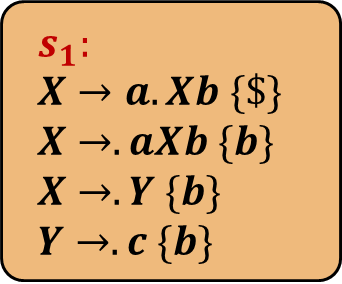 s₁:
X → a. Xb {$}
X →. aXb {b}
X →. Y {b}
Y →. c {b}